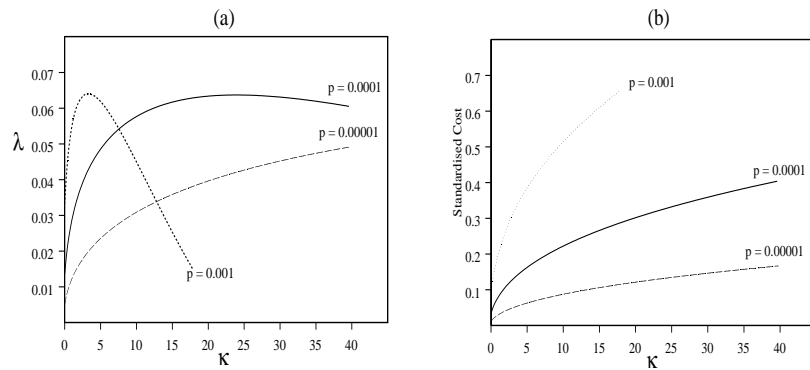 (a)
0.07
0.06
0.05
0.04
0.03
0.02
0.01
λ
p = 0.0001
p = 0.00001
p = 0.001
0 5 10 15 20 25 30 35 40
κ
(b)
0.7
0.6
0.5
0.4
0.3
0.2
0.1
Standardised Cost
p = 0.001
p = 0.0001
p = 0.00001
0 5 10 15 20 25 30 35 40
κ